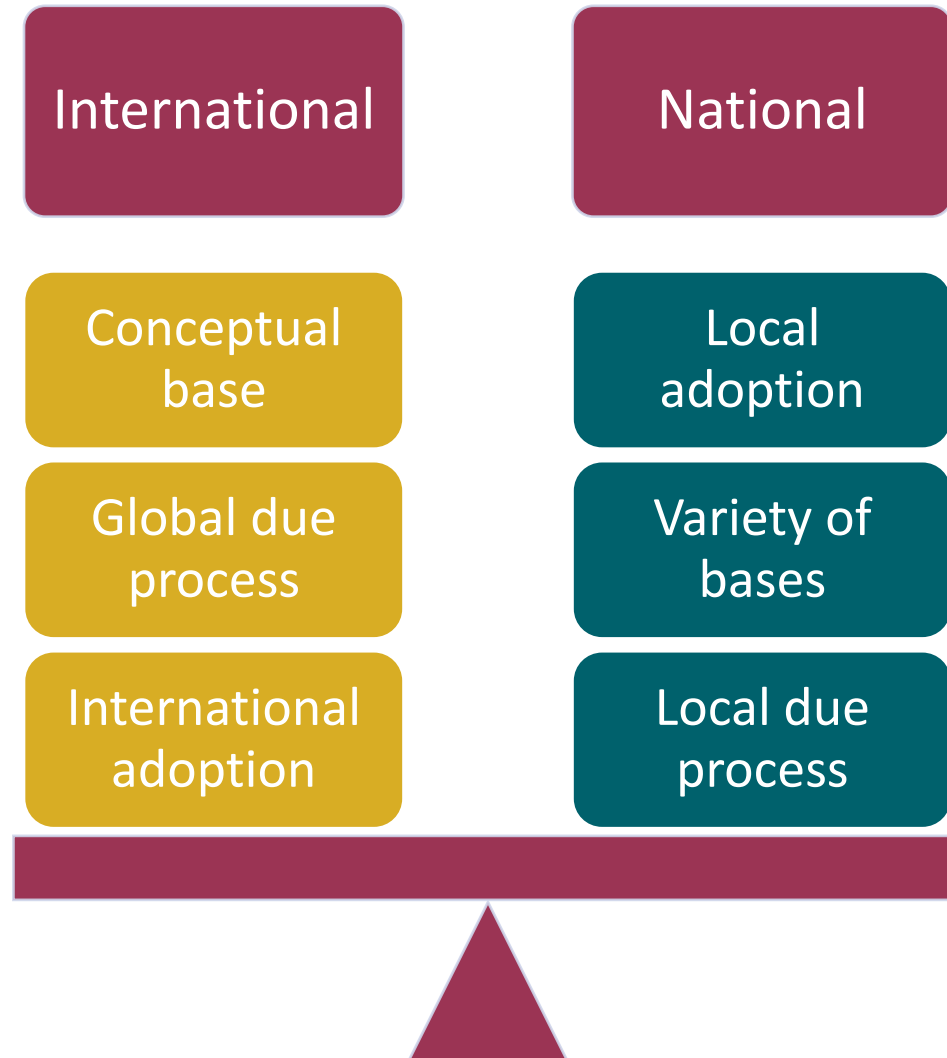 International
National
Conceptual
base
Global due
process
International
adoption
Local
adoption
Variety of
bases
Local due
process